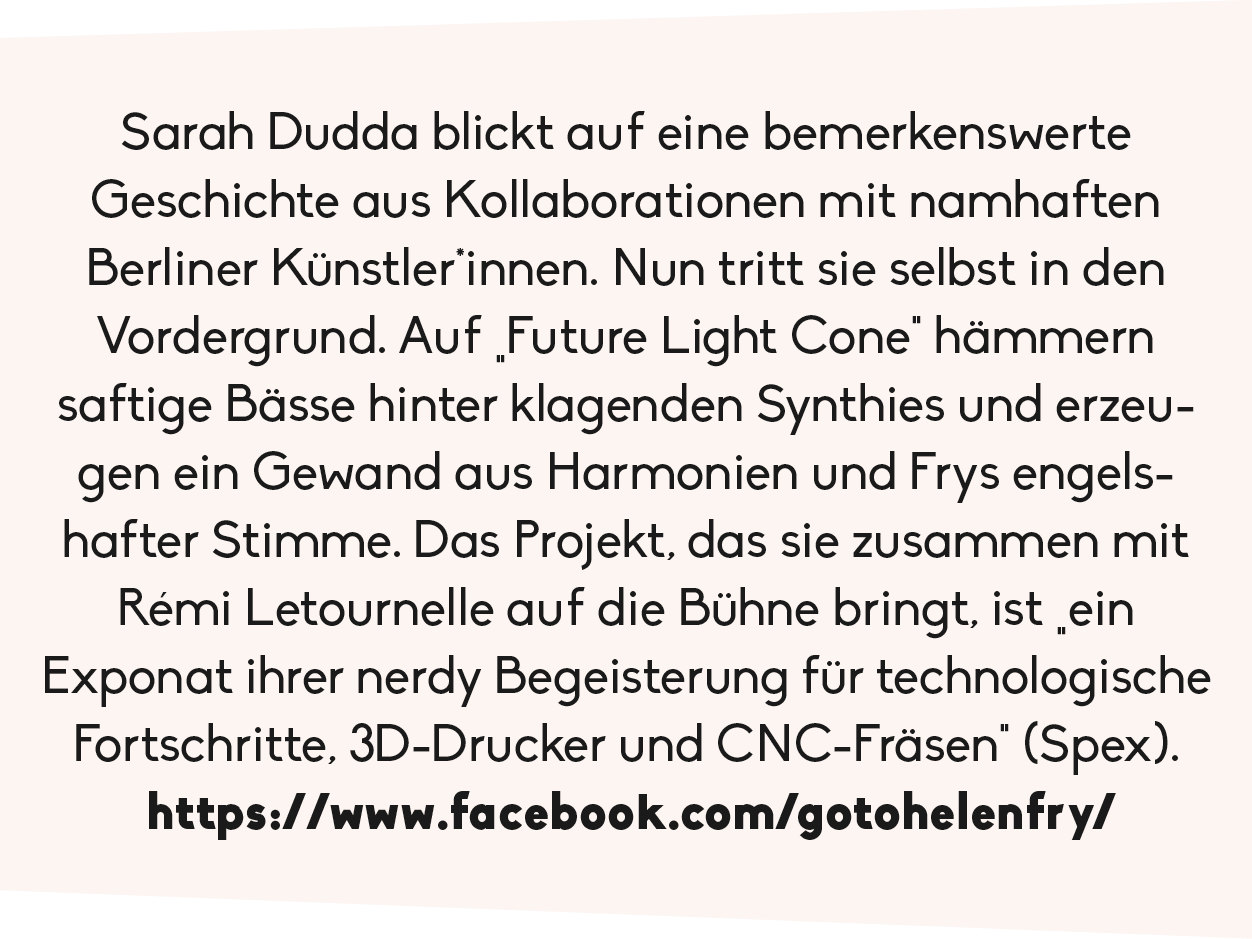 Sarah Dudda blickt auf eine bemerkenswerte
Geschichte aus Kollaborationen mit namhaften
Berliner Künstler*innen. Nun tritt sie selbst in den
Vordergrund. Auf „Future Light Cone" hämmern
saftige Bässe hinter klagenden Synthies und erzeu-
gen ein Gewand aus Harmonien und Frys engels-
hafter Stimme. Das Projekt, das sie zusammen mit
Rémi Letournelle auf die Bühne bringt, ist „ein
Exponat ihrer nerdy Begeisterung für technologische
Fortschritte, 3D-Drucker und CNC-Fräsen" (Spex).
https://www.facebook.com/gotohelenfry/